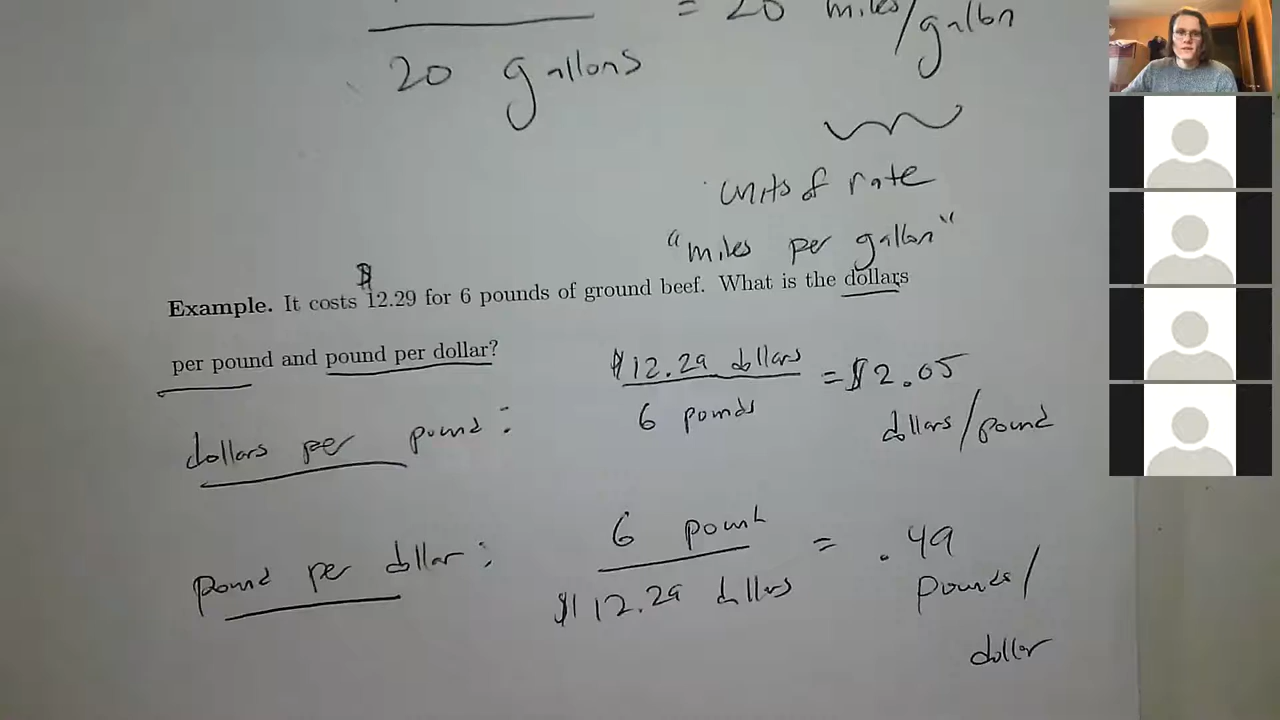 = 20 miles/gallon
20 gallons
units of rate
"miles per gallon"
$
Example. It costs 12.29 for 6 pounds of ground beef. What is the dollars
per pound and pound per dollar?
dollars per pound: $12.29 dollars / 6 pounds = $2.05 dollars/pound
pound per dollar: 6 pound / $12.29 dollars = .49 pounds/dollar